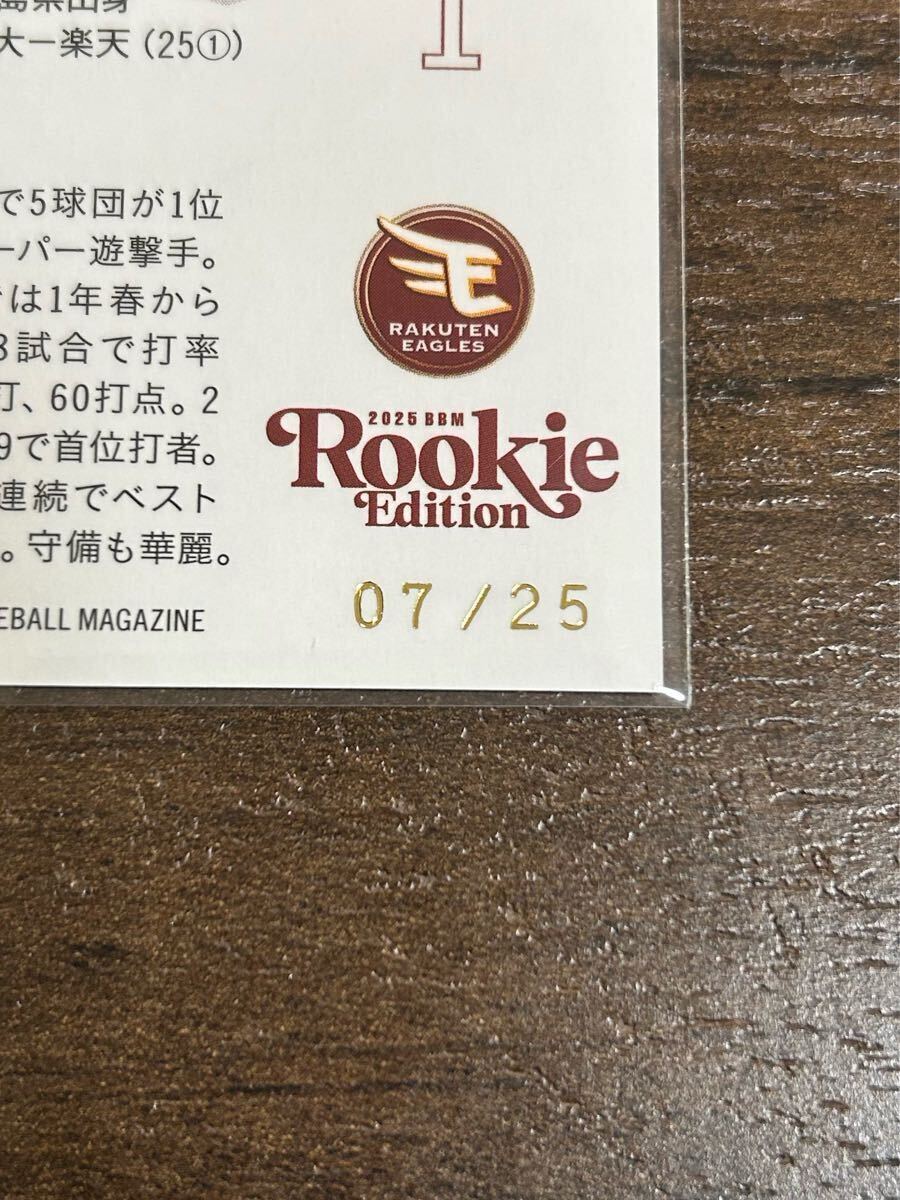 島県出身
大ー楽天（25①）
1
で5球団が1位
ーパー遊撃手。
は1年春から
試合で打率
打、60打点。2
9で首位打者。
連続でベスト
。守備も華麗。
EBALL MAGAZINE
RAKUTEN
EAGLES
2025 BBM
Rookie
Edition
07/25